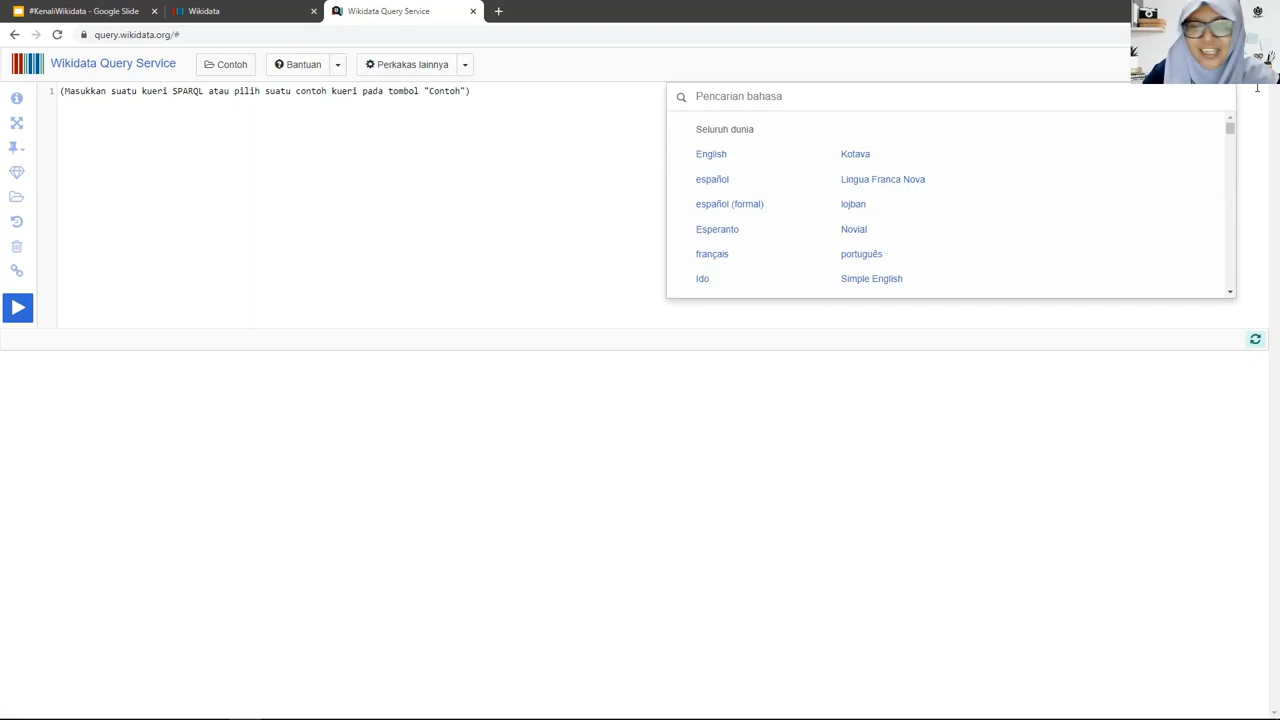 #KenaliWikidata - Google Slide
Wikidata
Wikidata Query Service
query.wikidata.org/#
Wikidata Query Service
Contoh
Bantuan
Perkakas lainnya
1
(Masukkan suatu kueri SPARQL atau pilih suatu contoh kueri pada tombol "Contoh")
Pencarian bahasa
Seluruh dunia
English
Kotava
español
Lingua Franca Nova
español (formal)
lojban
Esperanto
Novial
français
português
Ido
Simple English